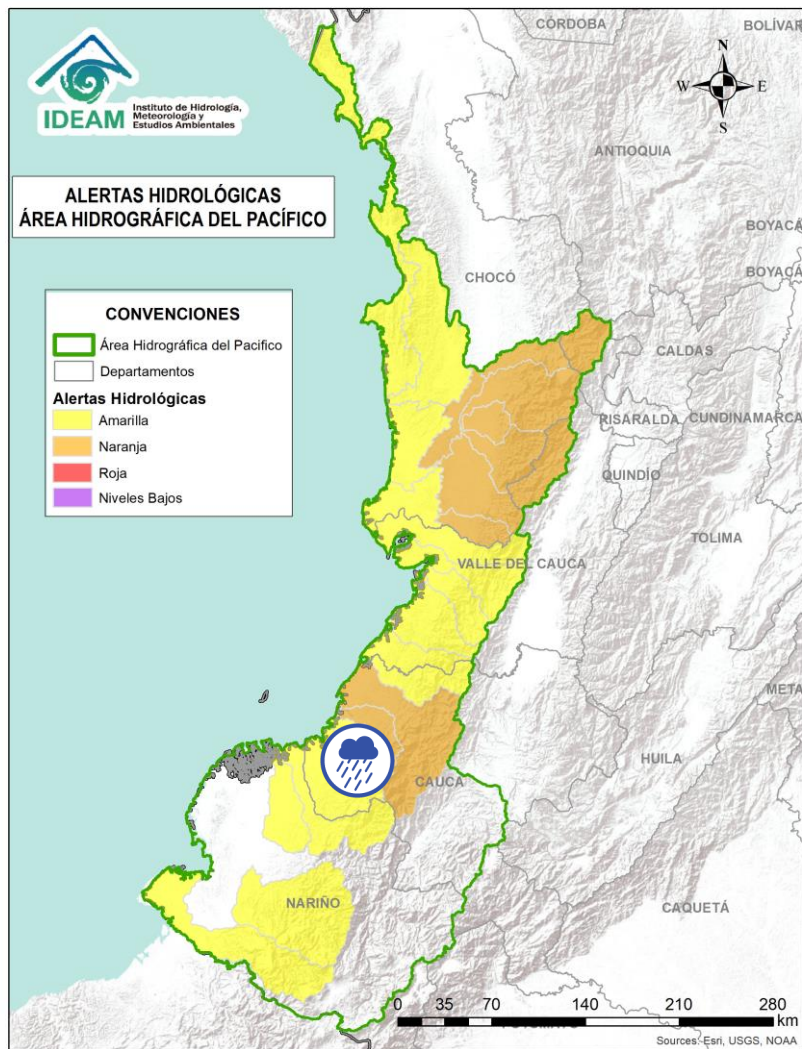 CÓRDOBA
BOLÍVAR
N
W
E
S
IDEAM
Instituto de Hidrología,
Meteorología y
Estudios Ambientales
ANTIOQUIA
ALERTAS HIDROLÓGICAS
ÁREA HIDROGRÁFICA DEL PACÍFICO
BOYACÁ
BOYACÁ
CHOCÓ
CONVENCIONES
Área Hidrográfica del Pacifico
Departamentos
Alertas Hidrológicas
Amarilla
Naranja
Roja
Niveles Bajos
CALDAS
RISARALDA
CUNDINAMARCA
QUINDÍO
TOLIMA
VALLE DEL CAUCA
META
HUILA
CAUCA
NARIÑO
CAQUETÁ
0 35 70 140 210 280
km
Sources: Esri, USGS, NOAA